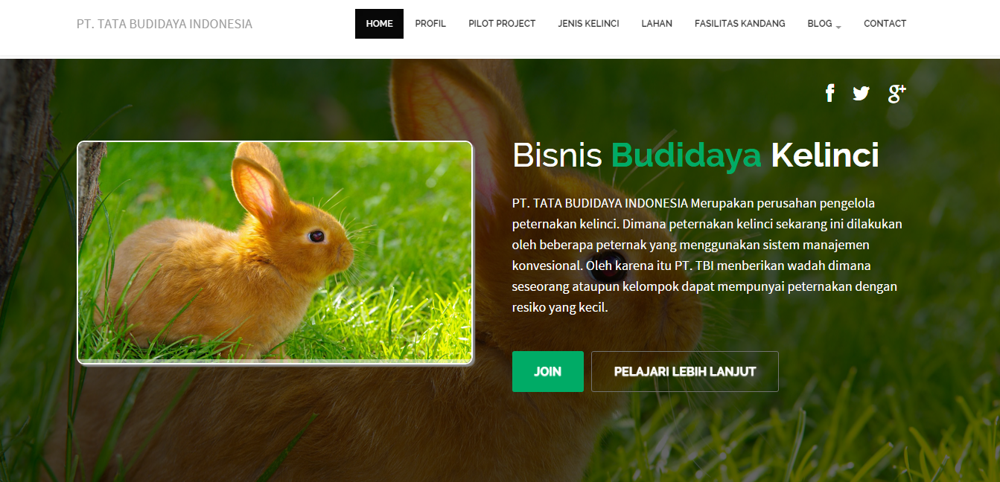 PT. TATA BUDIDAYA INDONESIA
HOME PROFIL PILOT PROJECT JENIS KELINCI LAHAN FASILITAS KANDANG BLOG CONTACT
Bisnis Budidaya Kelinci
PT. TATA BUDIDAYA INDONESIA Merupakan perusahan pengelola
peternakan kelinci. Dimana peternakan kelinci sekarang ini dilakukan
oleh beberapa peternak yang menggunakan sistem manajemen
konvesional. Oleh karena itu PT. TBI menberikan wadah dimana
seseorang ataupun kelompok dapat mempunyai peternakan dengan
resiko yang kecil.
JOIN PELAJARI LEBIH LANJUT